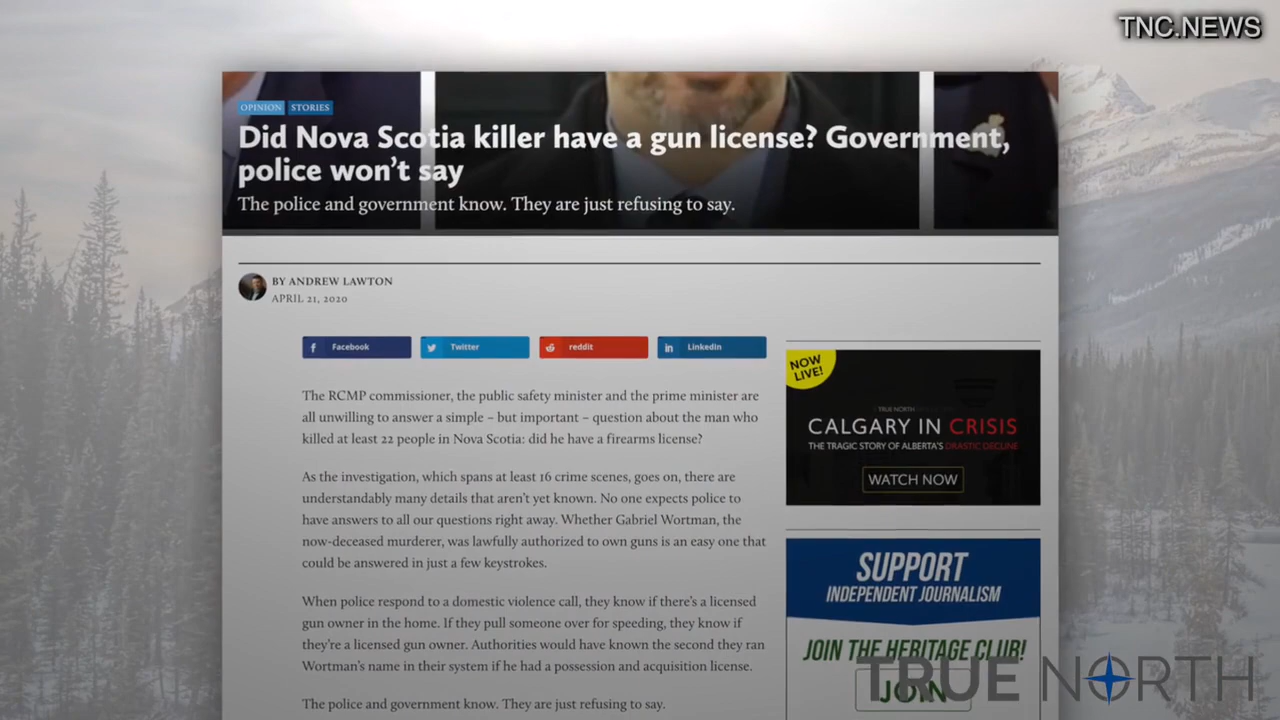 TNC.NEWS
OPINION STORIES
Did Nova Scotia killer have a gun license? Government,
police won't say
The police and government know. They are just refusing to say.
BY ANDREW LAWTON
APRIL 21, 2020
Facebook Twitter reddit LinkedIn
The RCMP commissioner, the public safety minister and the prime minister are
all unwilling to answer a simple – but important – question about the man who
killed at least 22 people in Nova Scotia: did he have a firearms license?
As the investigation, which spans at least 16 crime scenes, goes on, there are
understandably many details that aren't yet known. No one expects police to
have answers to all our questions right away. Whether Gabriel Wortman, the
now-deceased murderer, was lawfully authorized to own guns is an easy one that
could be answered in just a few keystrokes.
When police respond to a domestic violence call, they know if there's a licensed
gun owner in the home. If they pull someone over for speeding, they know if
they're a licensed gun owner. Authorities would have known the second they ran
Wortman's name in their system if he had a possession and acquisition license.
The police and government know. They are just refusing to say.
NOW
LIVE!
TRUE NORTH
CALGARY IN CRISIS
THE TRAGIC STORY OF ALBERTA'S DRASTIC DECLINE
WATCH NOW
SUPPORT
INDEPENDENT JOURNALISM
JOIN THE HERITAGE CLUB!
JOIN
TRUE NORTH